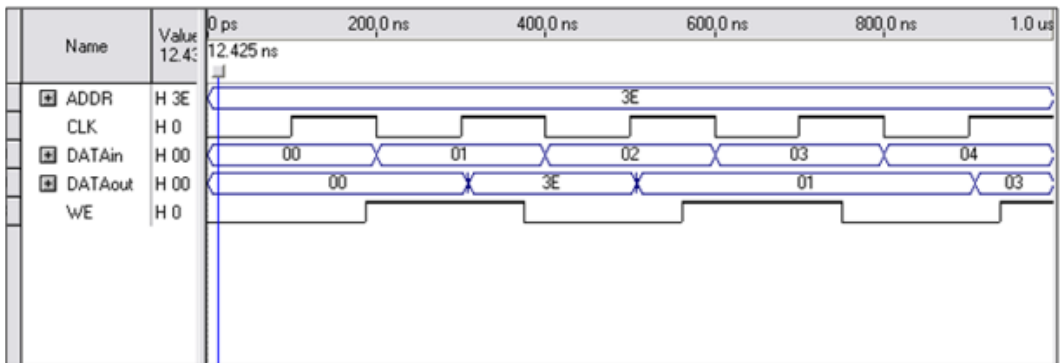 Name
Value
12.43
0 ps
200,0 ns
400,0 ns
600,0 ns
800,0 ns
1.0 us
12.425 ns
ADDR H 3E 3E
CLK H 0
DATAin H 00 00 01 02 03 04
DATAout H 00 00 3E 01 03
WE H 0